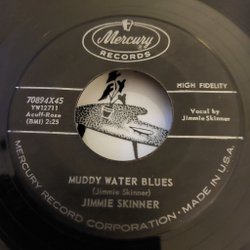 Mercury
RECORDS
70894X45
YW12711
Acuff-Rose
(BMI) 2:25
HIGH FIDELITY
Vocal by
Jimmie Skinner
MUDDY WATER BLUES
(Jimmie Skinner)
JIMMIE SKINNER
MERCURY RECORD CORPORATION · MADE IN U.S.A.